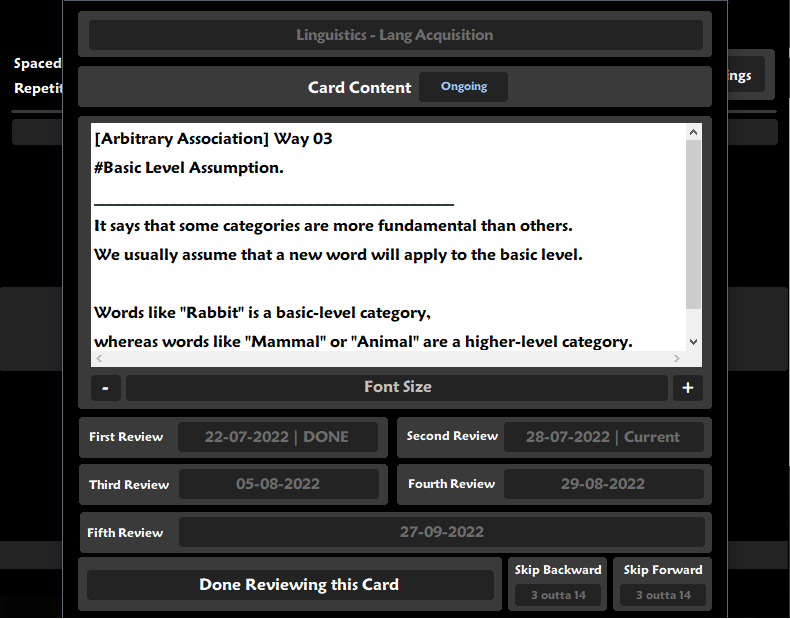 Linguistics - Lang Acquisition
Spaced
Repetit
ings
Card Content
Ongoing
[Arbitrary Association] Way 03
#Basic Level Assumption.
________________________________________
It says that some categories are more fundamental than others.
We usually assume that a new word will apply to the basic level.
Words like "Rabbit" is a basic-level category,
whereas words like "Mammal" or "Animal" are a higher-level category.
- Font Size +
First Review 22-07-2022 | DONE
Second Review 28-07-2022 | Current
Third Review 05-08-2022
Fourth Review 29-08-2022
Fifth Review 27-09-2022
Done Reviewing this Card
Skip Backward
3 outta 14
Skip Forward
3 outta 14